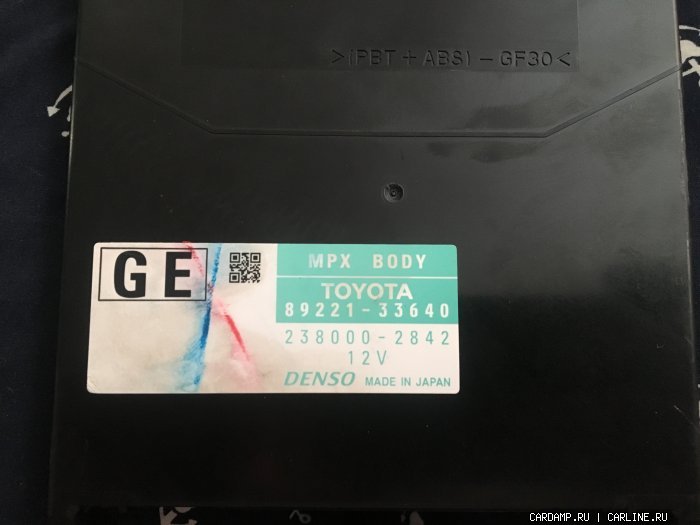 >(PBT+ABS)-GF30<
GE
MPX BODY
TOYOTA
89221-33640
238000-2842
12V
DENSO MADE IN JAPAN
CARDAMP.RU | CARLINE.RU